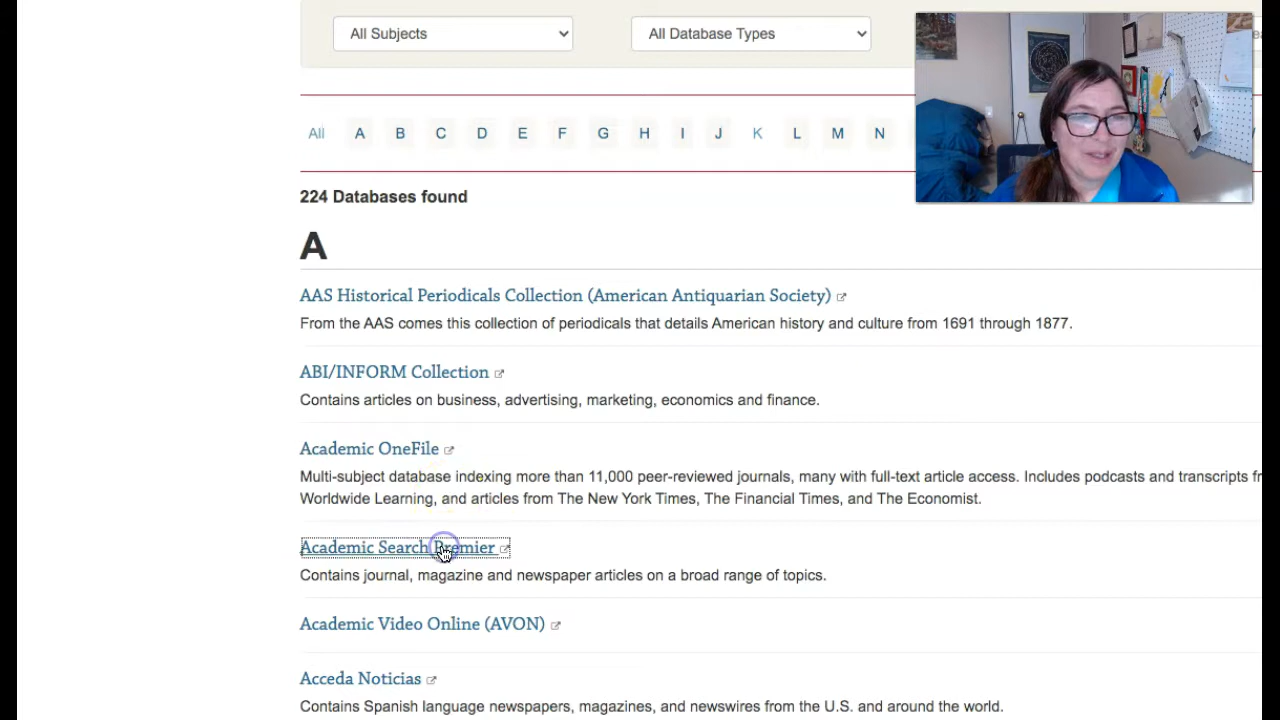 All Subjects
All Database Types
All A B C D E F G H I J K L M N
224 Databases found
A
AAS Historical Periodicals Collection (American Antiquarian Society)
From the AAS comes this collection of periodicals that details American history and culture from 1691 through 1877.
ABI/INFORM Collection
Contains articles on business, advertising, marketing, economics and finance.
Academic OneFile
Multi-subject database indexing more than 11,000 peer-reviewed journals, many with full-text article access. Includes podcasts and transcripts
Worldwide Learning, and articles from The New York Times, The Financial Times, and The Economist.
Academic Search Premier
Contains journal, magazine and newspaper articles on a broad range of topics.
Academic Video Online (AVON)
Acceda Noticias
Contains Spanish language newspapers, magazines, and newswires from the U.S. and around the world.